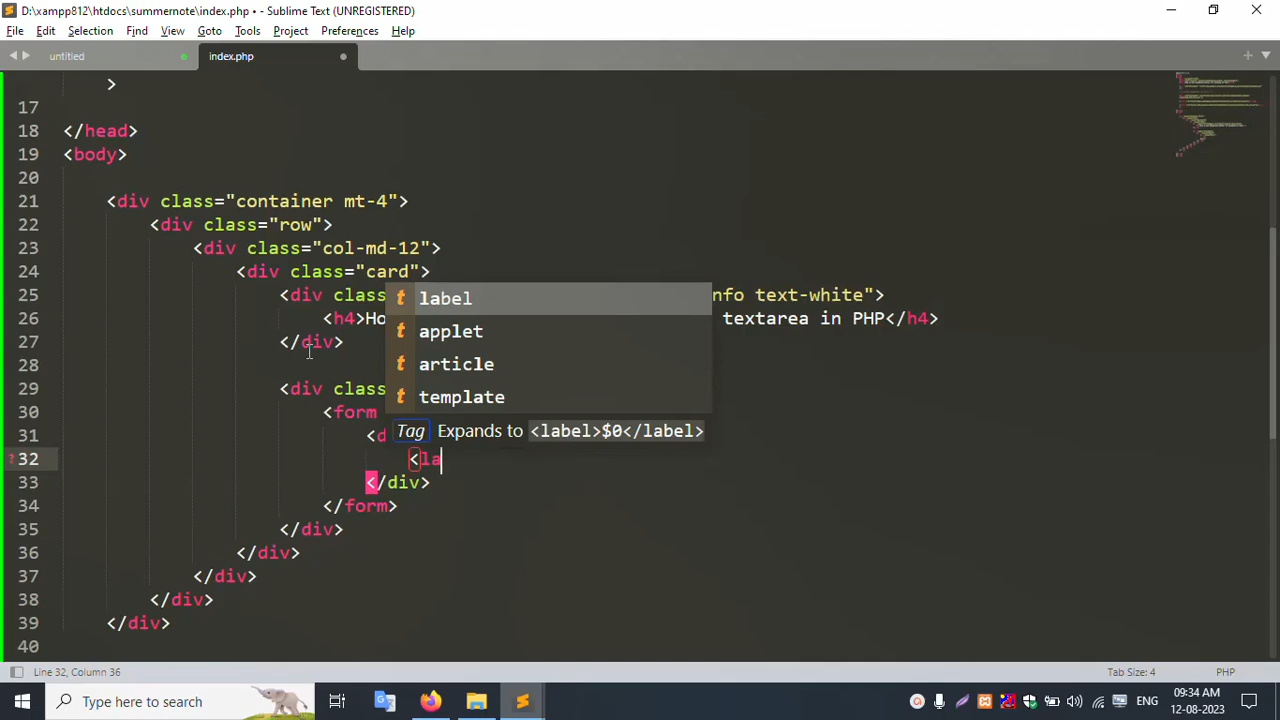 D:\xampp812\htdocs\summernote\index.php • - Sublime Text (UNREGISTERED)
File Edit Selection Find View Goto Tools Project Preferences Help
untitled index.php
>
17
18 </head>
19 <body>
20
21 <div class="container mt-4">
22 <div class="row">
23 <div class="col-md-12">
24 <div class="card">
25 <div class nfo text-white">
26 <h4>Ho textarea in PHP</h4>
27 </div>
28
29 <div class
30 <form
31 <d
32 <la
33 </div>
34 </form>
35 </div>
36 </div>
37 </div>
38 </div>
39 </div>
40
t label
t applet
t article
t template
Tag Expands to <label>$0</label>
Line 32, Column 36 Tab Size: 4 PHP
Type here to search
ENG
09:34 AM
12-08-2023